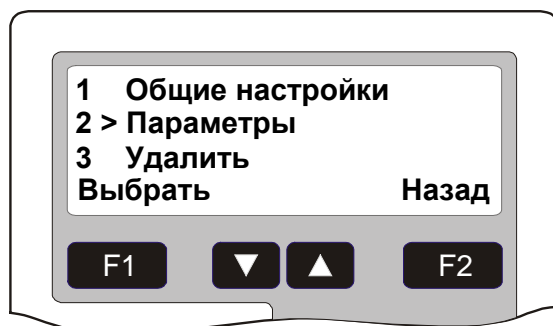 1 Общие настройки
2 > Параметры
3 Удалить
Выбрать Назад
F1 F2